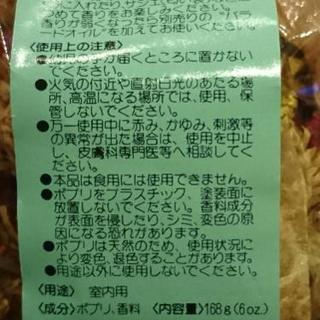 に入れたり、
めて香りをお楽しください。
香りが弱くなったら別売りの
ードオイル」を加えてお使いください。
〈使用上の注意〉
の手が届くところに置かない
でください。
●火気の付近や直射日光のあたる場
所、高温になる場所では、使用、保
管しないでください。
●万一使用中に赤み、かゆみ、刺激等
の異常が出た場合は、使用を中止
し、皮膚科専門医等へ相談してく
ださい。
●本品は食用には使用できません。
●ポプリをプラスチック、塗装面に
放置しないでください。香料成分
が表面を侵したり、シミ、変色の原
因になる恐れがあります。
●ポプリは天然のため、使用状況によ
り変色、退色することがあります。
●用途以外に使用しないでください。
〈用途〉 室内用
〈成分〉ポプリ、香料 〈内容量〉168g(6oz.)